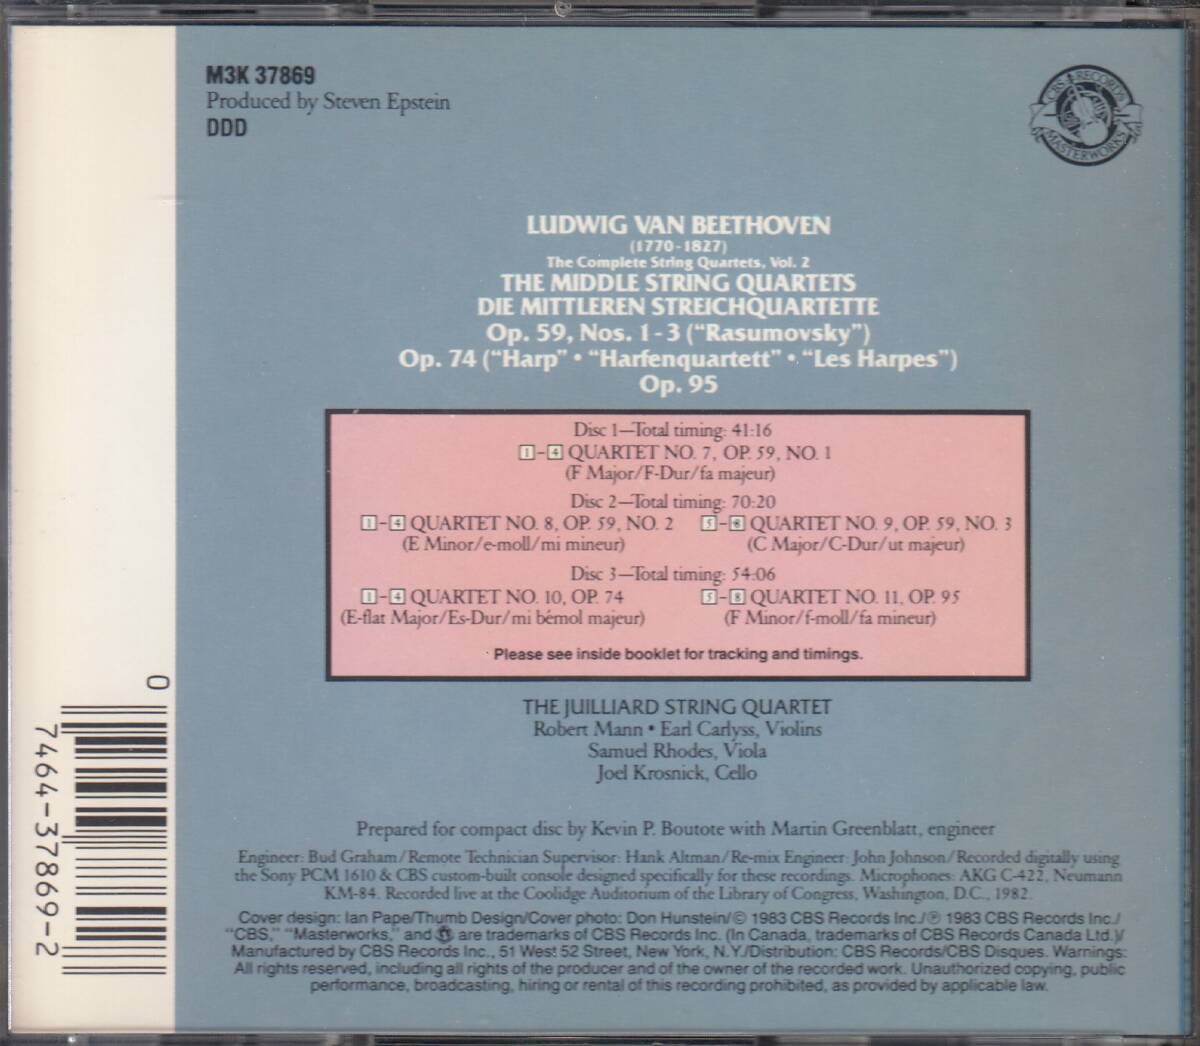 M3K 37869
Produced by Steven Epstein
DDD
CBS RECORDS
MASTERWORKS
LUDWIG VAN BEETHOVEN
(1770-1827)
The Complete String Quartets, Vol. 2
THE MIDDLE STRING QUARTETS
DIE MITTLEREN STREICHQUARTETTE
Op. 59, Nos. 1-3 (“Rasumovsky”)
Op. 74 (“Harp” • “Harfenquartett” • “Les Harpes”)
Op. 95
Disc 1—Total timing: 41:16
1-4 QUARTET NO. 7, OP. 59, NO. 1
(F Major/F-Dur/fa majeur)
Disc 2—Total timing: 70:20
1-4 QUARTET NO. 8, OP. 59, NO. 2 5-8 QUARTET NO. 9, OP. 59, NO. 3
(E Minor/e-moll/mi mineur) (C Major/C-Dur/ut majeur)
Disc 3—Total timing: 54:06
1-4 QUARTET NO. 10, OP. 74 5-8 QUARTET NO. 11, OP. 95
(E-flat Major/Es-Dur/mi bémol majeur) (F Minor/f-moll/fa mineur)
Please see inside booklet for tracking and timings.
THE JUILLIARD STRING QUARTET
Robert Mann • Earl Carlyss, Violins
Samuel Rhodes, Viola
Joel Krosnick, Cello
Prepared for compact disc by Kevin P. Boutote with Martin Greenblatt, engineer
Engineer: Bud Graham/Remote Technician Supervisor: Hank Altman/Re-mix Engineer: John Johnson/Recorded digitally using
the Sony PCM 1610 & CBS custom-built console designed specifically for these recordings. Microphones: AKG C-422, Neumann
KM-84. Recorded live at the Coolidge Auditorium of the Library of Congress, Washington, D.C., 1982.
Cover design: Ian Pape/Thumb Design/Cover photo: Don Hunstein/© 1983 CBS Records Inc./℗ 1983 CBS Records Inc./
“CBS,” “Masterworks,” and are trademarks of CBS Records Inc. (In Canada, trademarks of CBS Records Canada Ltd.)/
Manufactured by CBS Records Inc., 51 West 52 Street, New York, N.Y./Distribution: CBS Records/CBS Disques. Warnings:
All rights reserved, including all rights of the producer and of the owner of the recorded work. Unauthorized copying, public
performance, broadcasting, hiring or rental of this recording prohibited, as provided by applicable law.
0
7464-37869-2